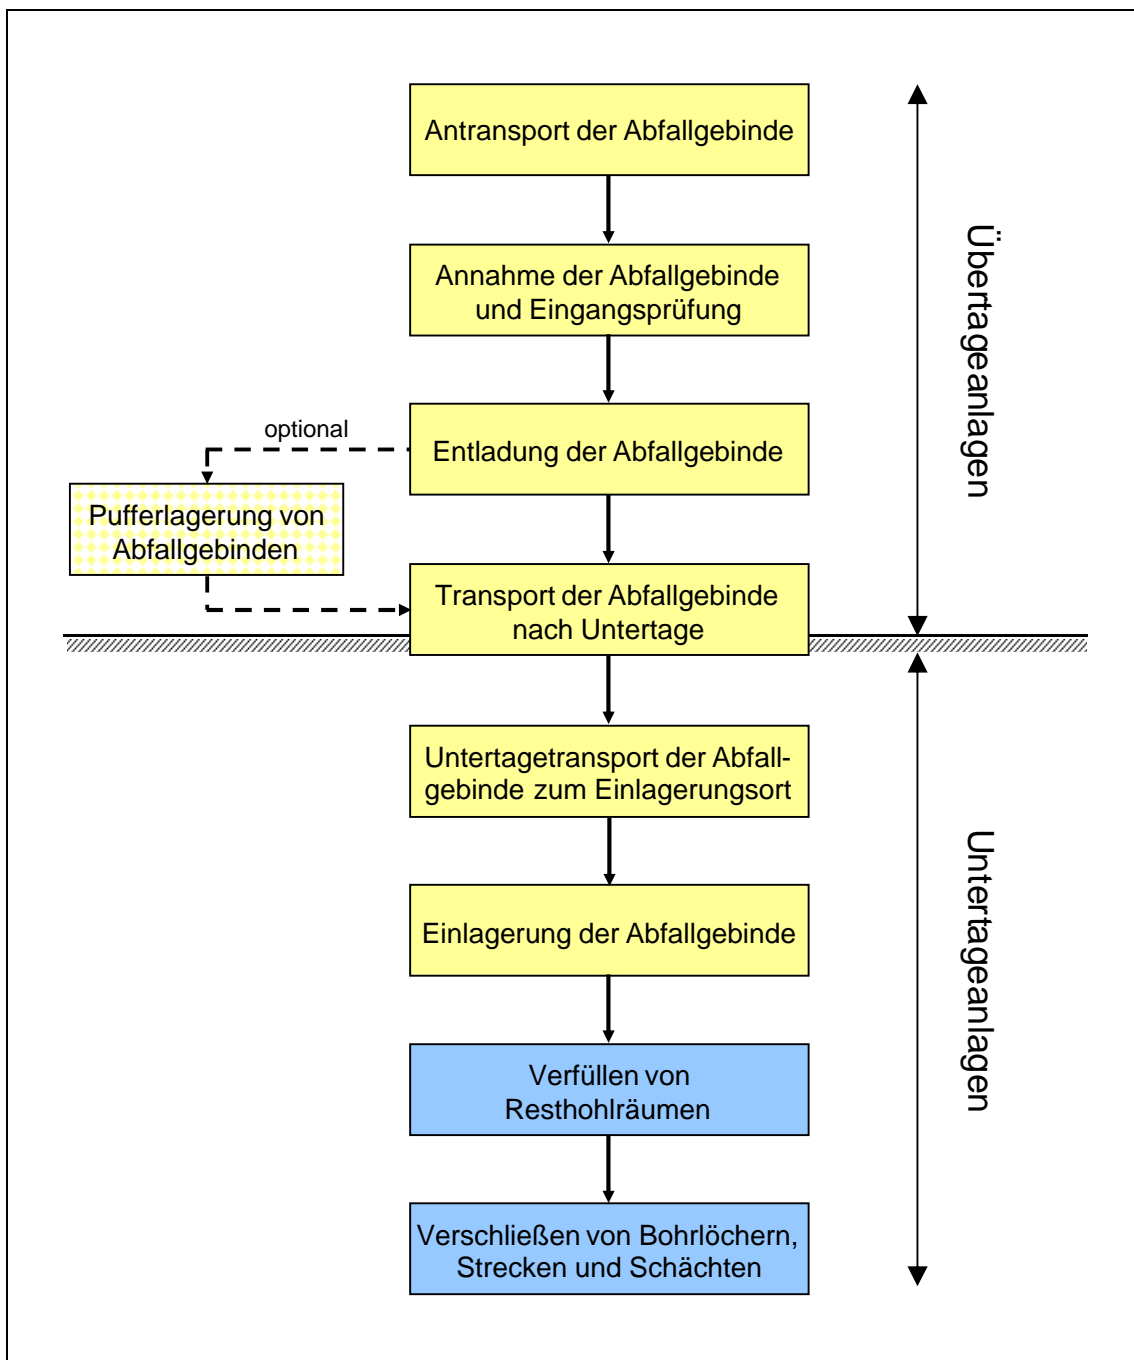 Antransport der Abfallgebinde
Annahme der Abfallgebinde
und Eingangsprüfung
optional
Entladung der Abfallgebinde
Pufferlagerung von
Abfallgebinden
Transport der Abfallgebinde
nach Untertage
Übertageanlagen
Untertagetransport der Abfall-
gebinde zum Einlagerungsort
Einlagerung der Abfallgebinde
Verfüllen von
Resthohlräumen
Verschließen von Bohrlöchern,
Strecken und Schächten
Untertageanlagen